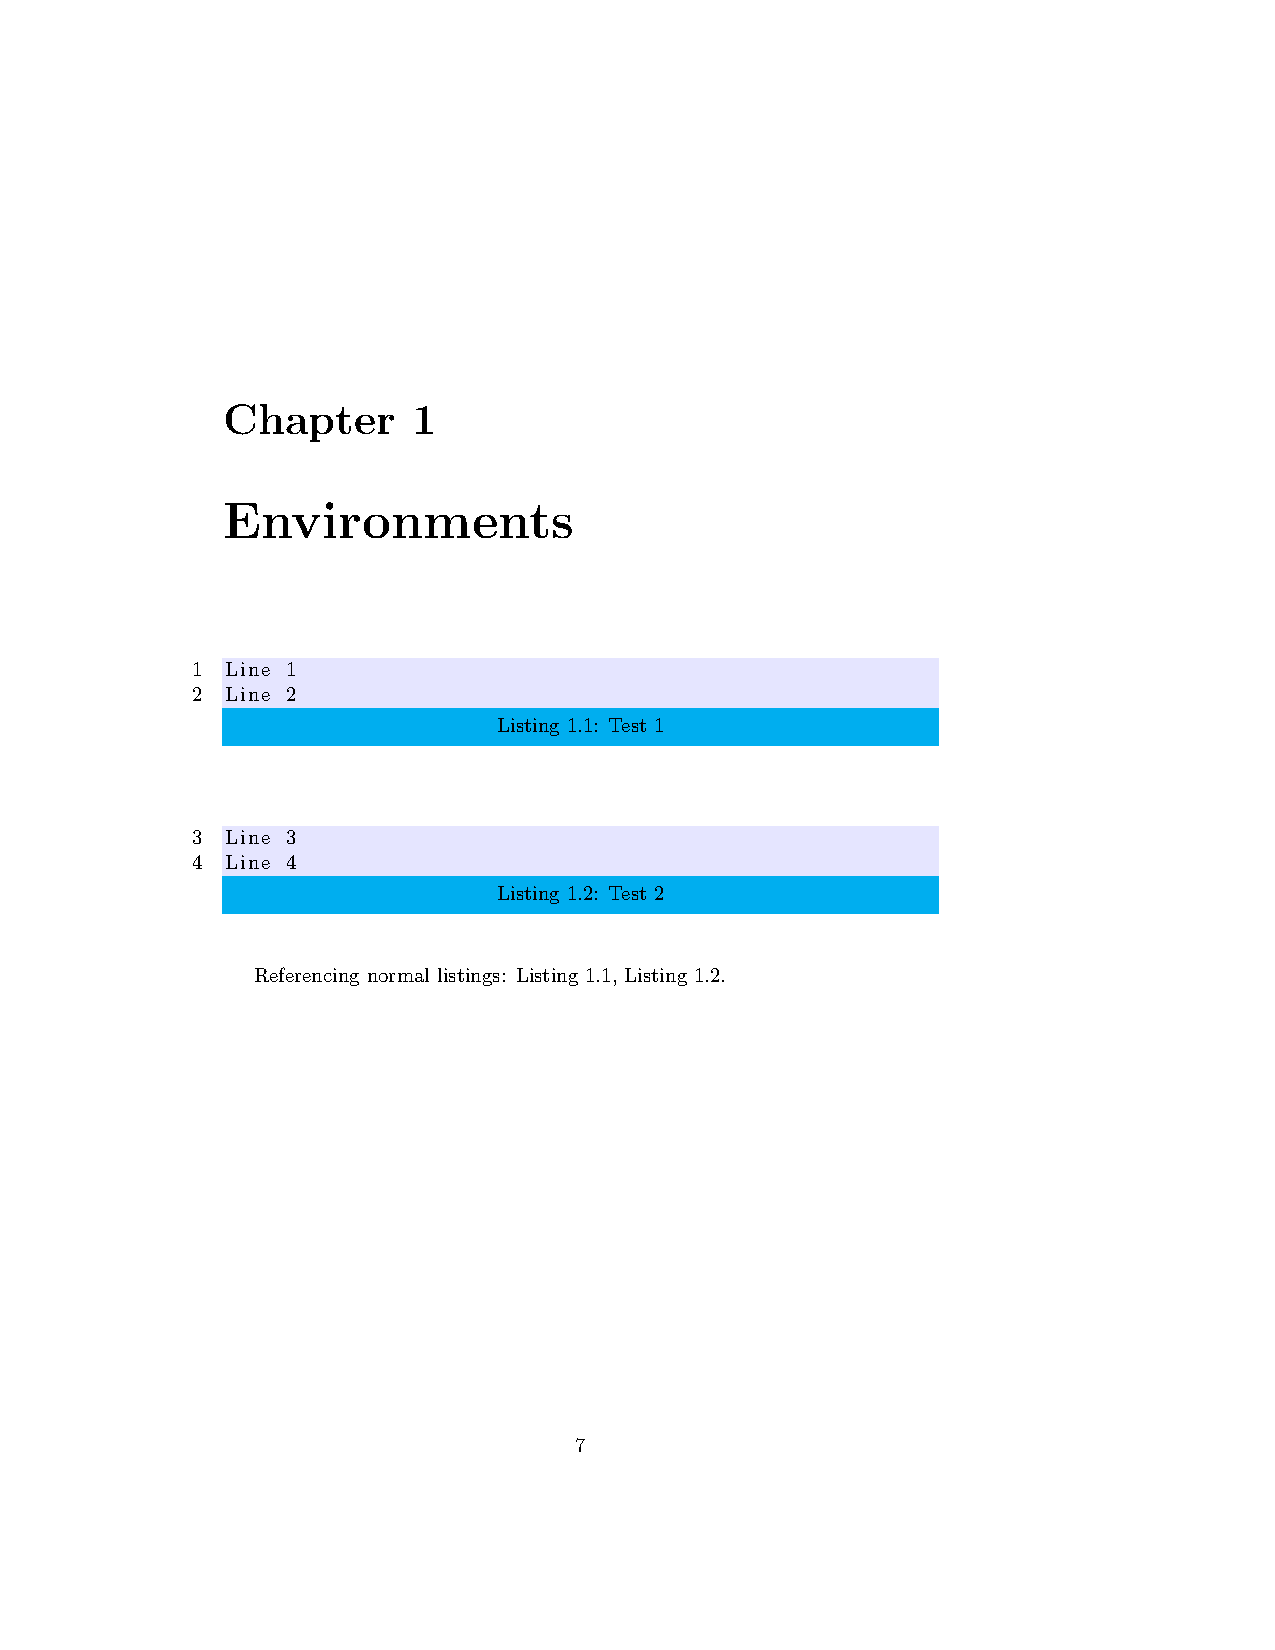 Chapter 1
Environments
1 Line 1
2 Line 2
Listing 1.1: Test 1
3 Line 3
4 Line 4
Listing 1.2: Test 2
Referencing normal listings: Listing 1.1, Listing 1.2.
7